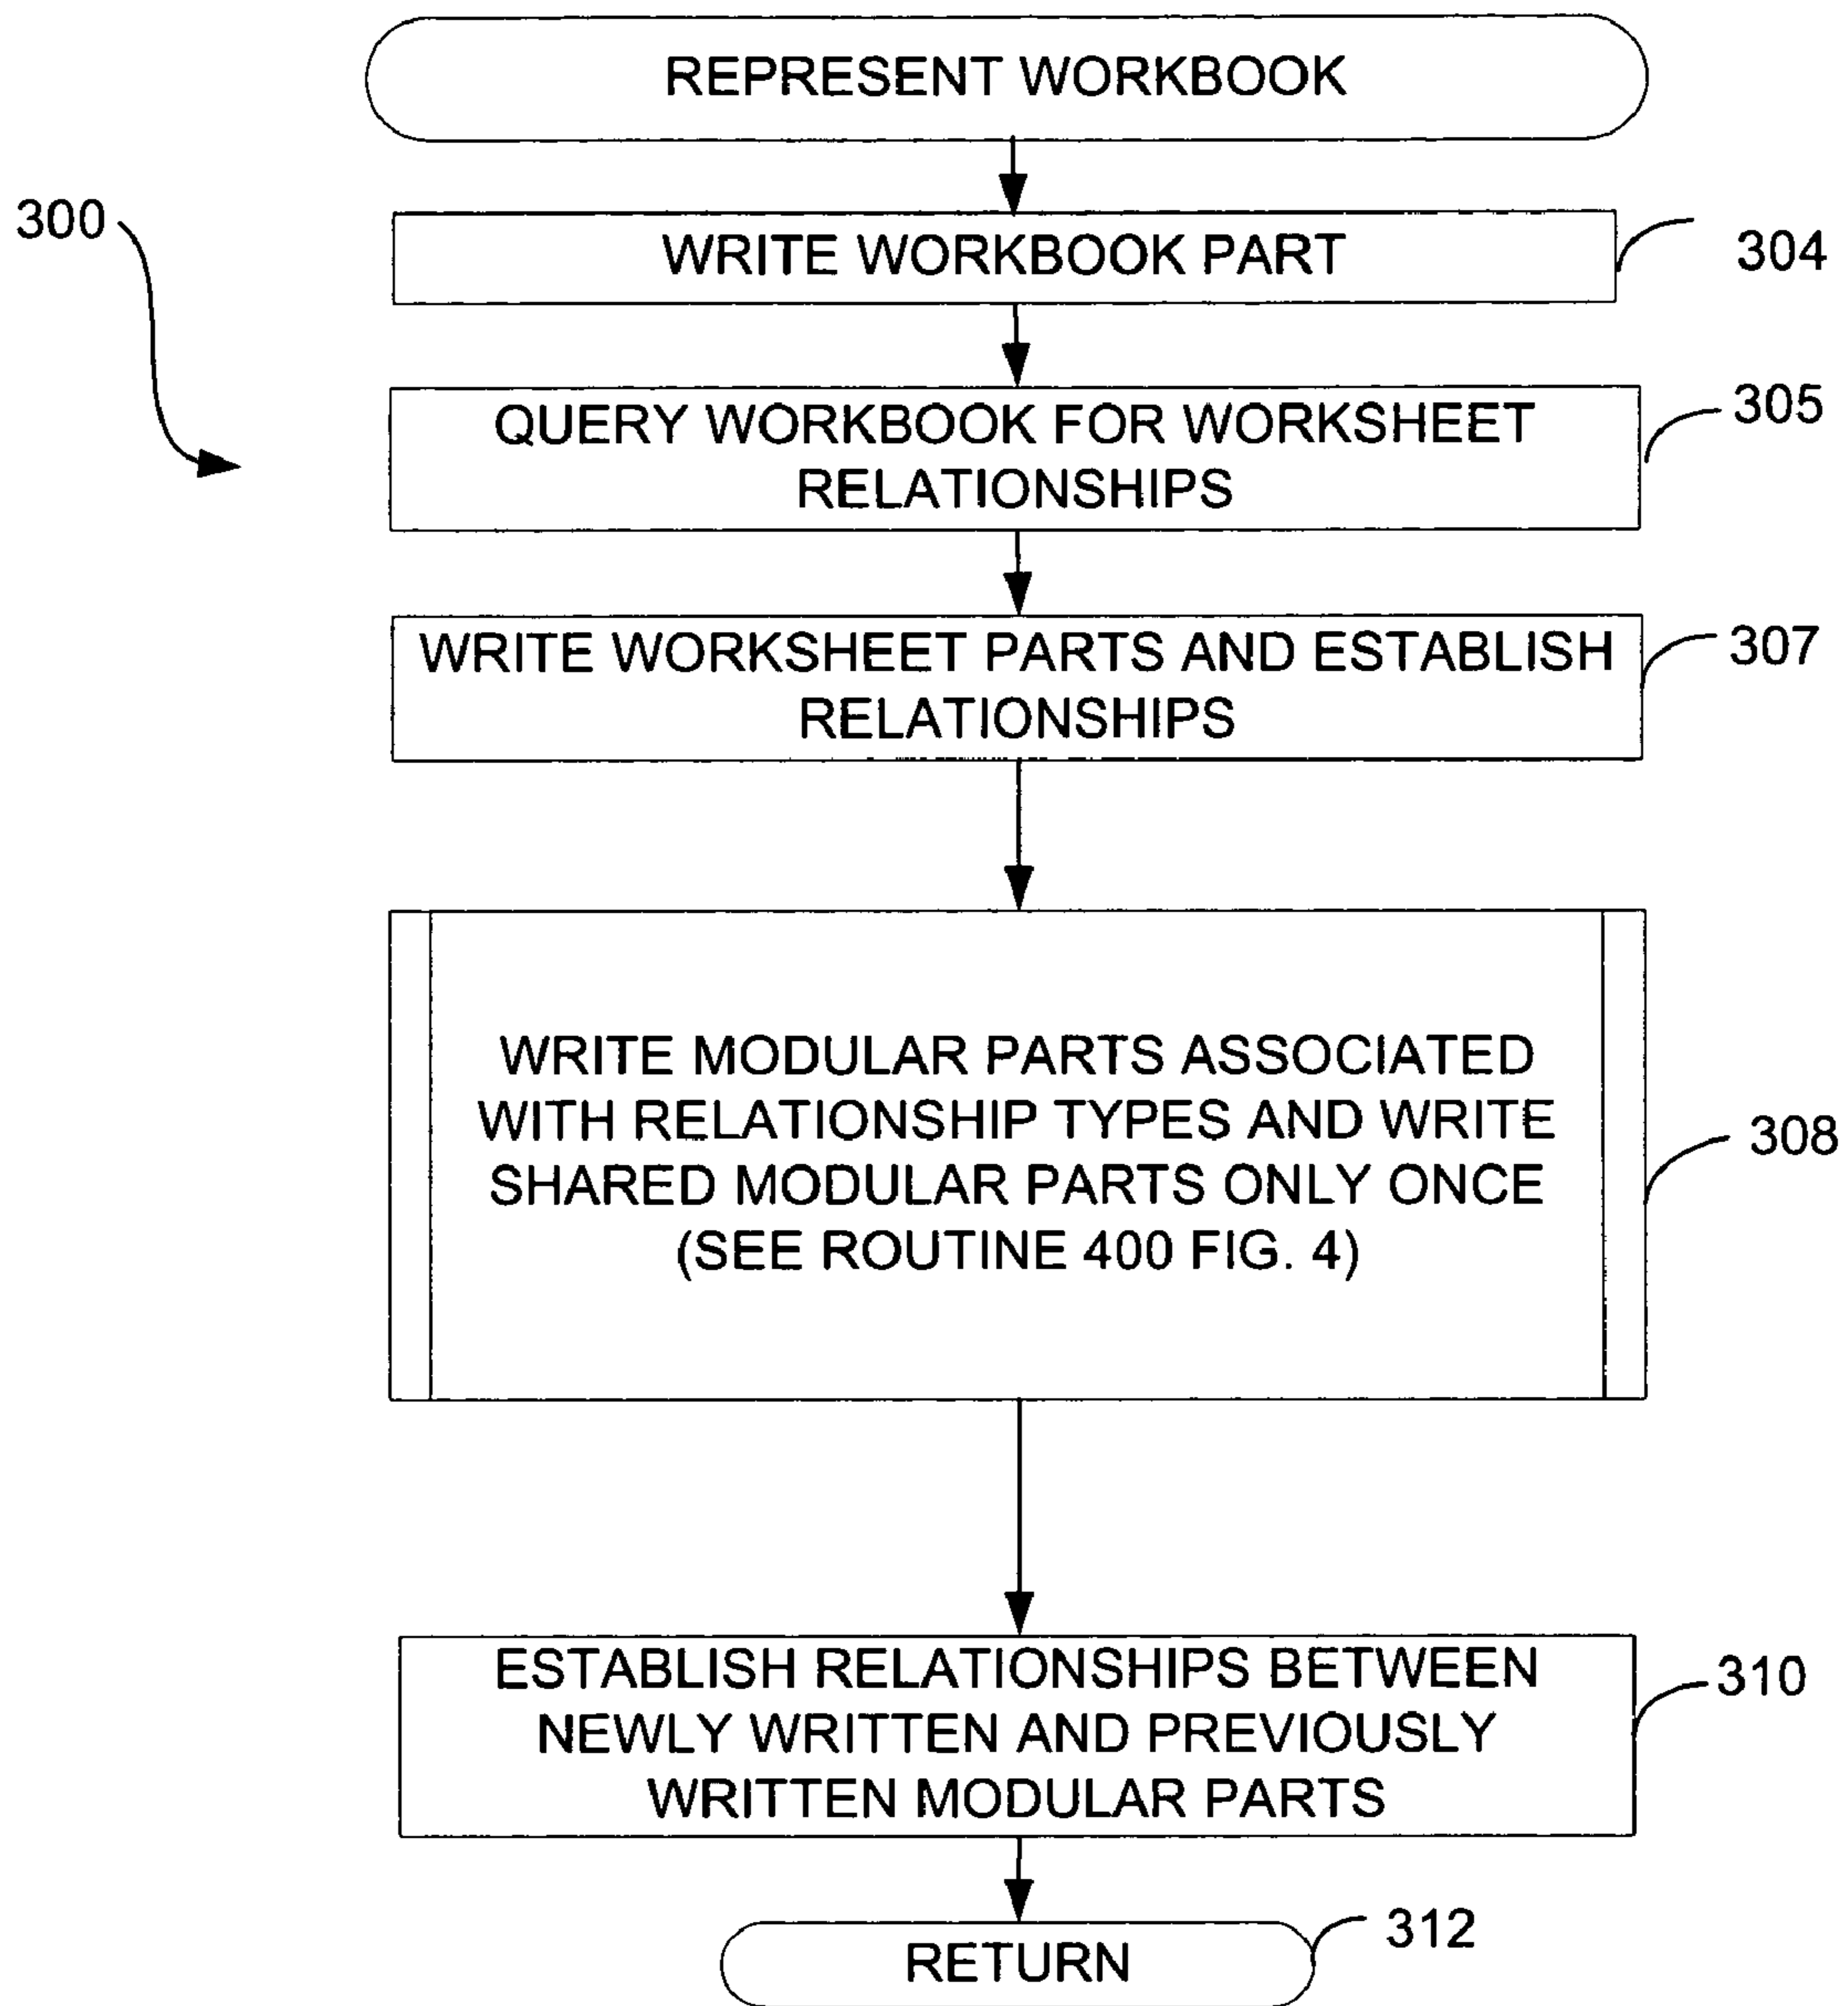 REPRESENT WORKBOOK
300
WRITE WORKBOOK PART
304
QUERY WORKBOOK FOR WORKSHEET
RELATIONSHIPS
305
WRITE WORKSHEET PARTS AND ESTABLISH
RELATIONSHIPS
307
WRITE MODULAR PARTS ASSOCIATED
WITH RELATIONSHIP TYPES AND WRITE
SHARED MODULAR PARTS ONLY ONCE
(SEE ROUTINE 400 FIG. 4)
308
ESTABLISH RELATIONSHIPS BETWEEN
NEWLY WRITTEN AND PREVIOUSLY
WRITTEN MODULAR PARTS
310
RETURN
312